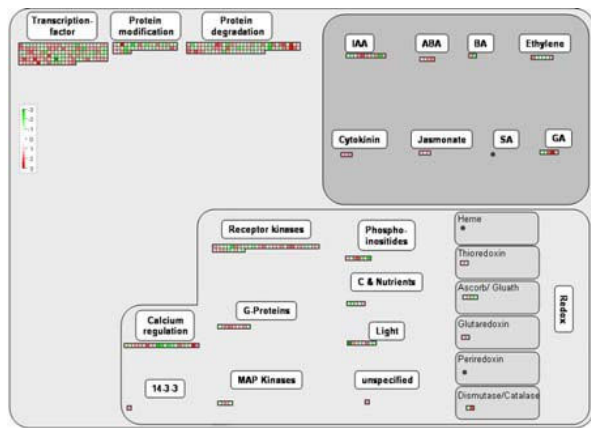 Transcription-
factor
Protein
modification
Protein
degradation
IAA
ABA
BA
Ethylene
Cytokinin
Jasmonate
SA
GA
Receptor kinases
Phospho-
inositides
C & Nutrients
G-Proteins
Light
Calcium
regulation
14-3-3
MAP Kinases
unspecified
Heme
Thioredoxin
Ascorb/ Gluath
Glutaredoxin
Periredoxin
Dismutase/Catalase
Redox